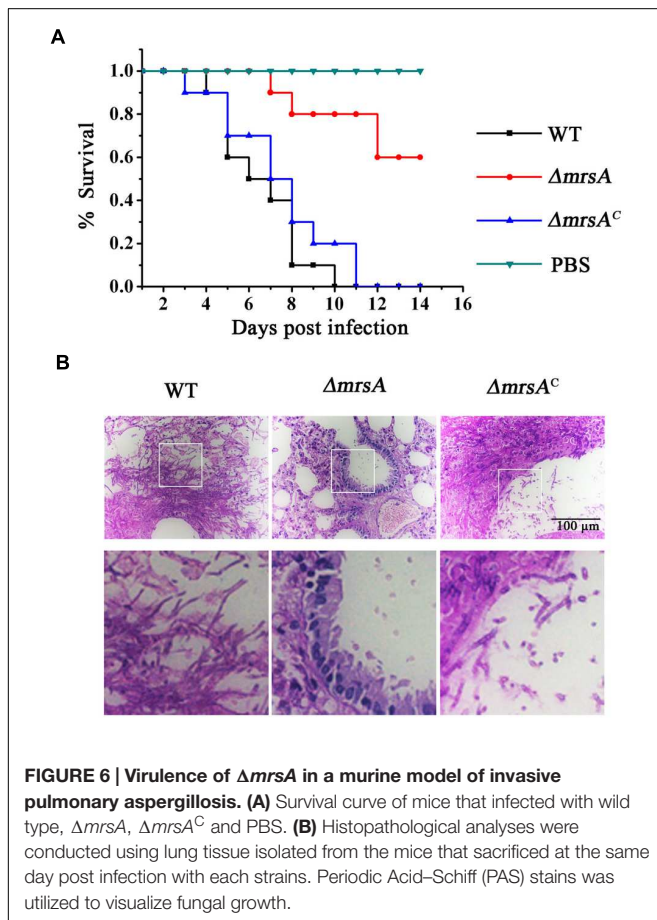 A
% Survival
1.0
0.8
0.6
0.4
0.2
0.0
2 4 6 8 10 12 14 16
Days post infection
WT
ΔmrsA
ΔmrsA^C
PBS
B
WT ΔmrsA ΔmrsA^C
100 µm
FIGURE 6 | Virulence of ΔmrsA in a murine model of invasive
pulmonary aspergillosis. (A) Survival curve of mice that infected with wild
type, ΔmrsA, ΔmrsA^C and PBS. (B) Histopathological analyses were
conducted using lung tissue isolated from the mice that sacrificed at the same
day post infection with each strains. Periodic Acid–Schiff (PAS) stains was
utilized to visualize fungal growth.